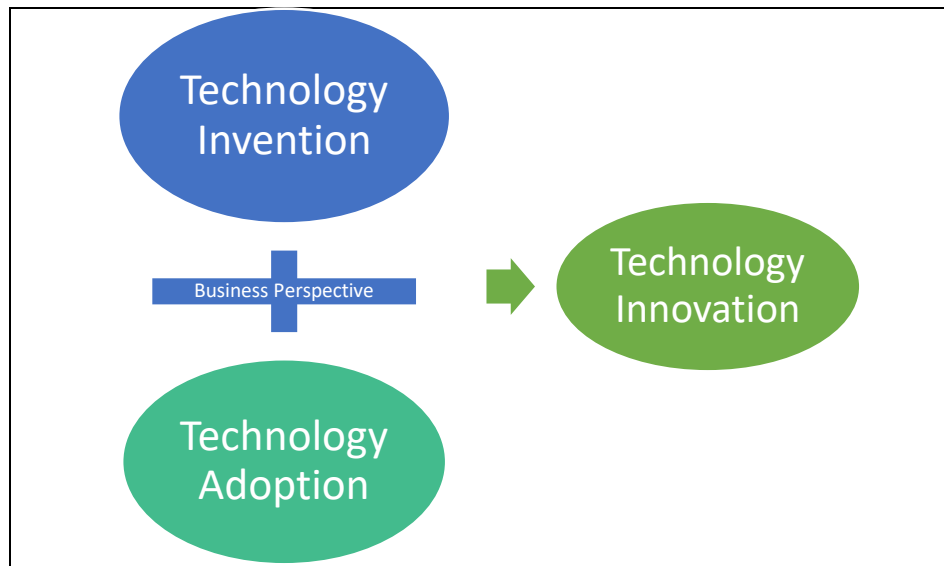 Technology
Invention
Business Perspective
Technology
Adoption
Technology
Innovation